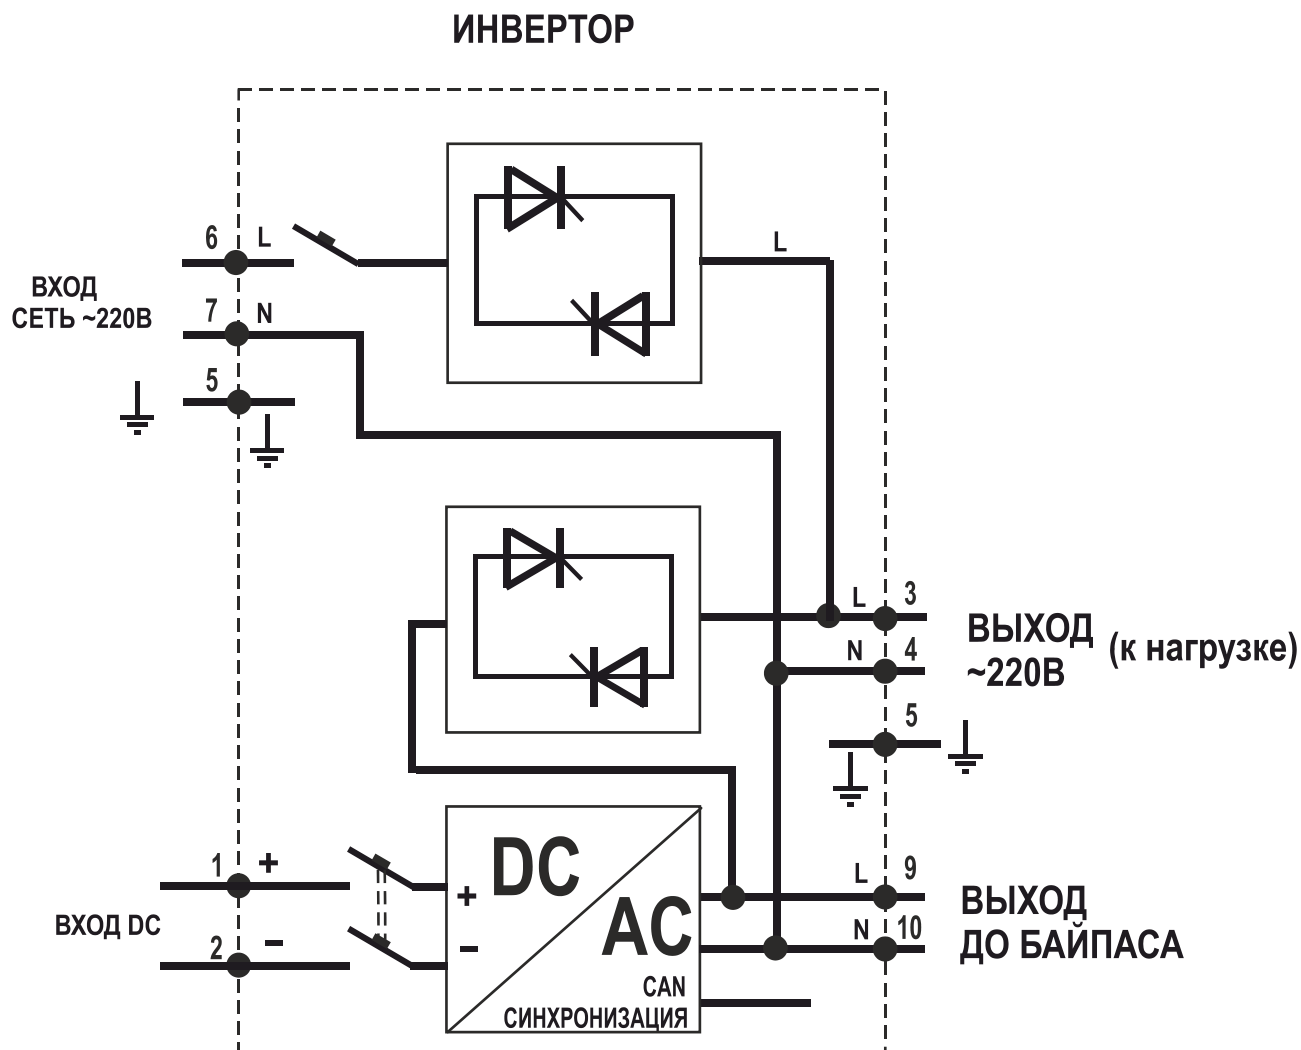 ИНВЕРТОР
6 L
L
ВХОД
СЕТЬ ~220В
7 N
5
L 3
ВЫХОД (к нагрузке)
~220В
N 4
5
DC
1 +
+
L 9
ВЫХОД
ДО БАЙПАСА
ВХОД DC
AC
N 10
2 –
–
CAN
СИНХРОНИЗАЦИЯ